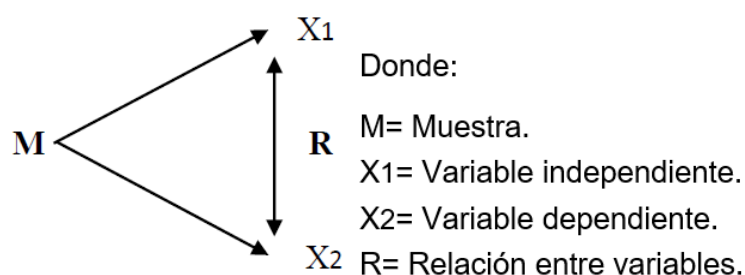 X1
Donde:
M
R
M= Muestra.
X1= Variable independiente.
X2= Variable dependiente.
X2
R= Relación entre variables.